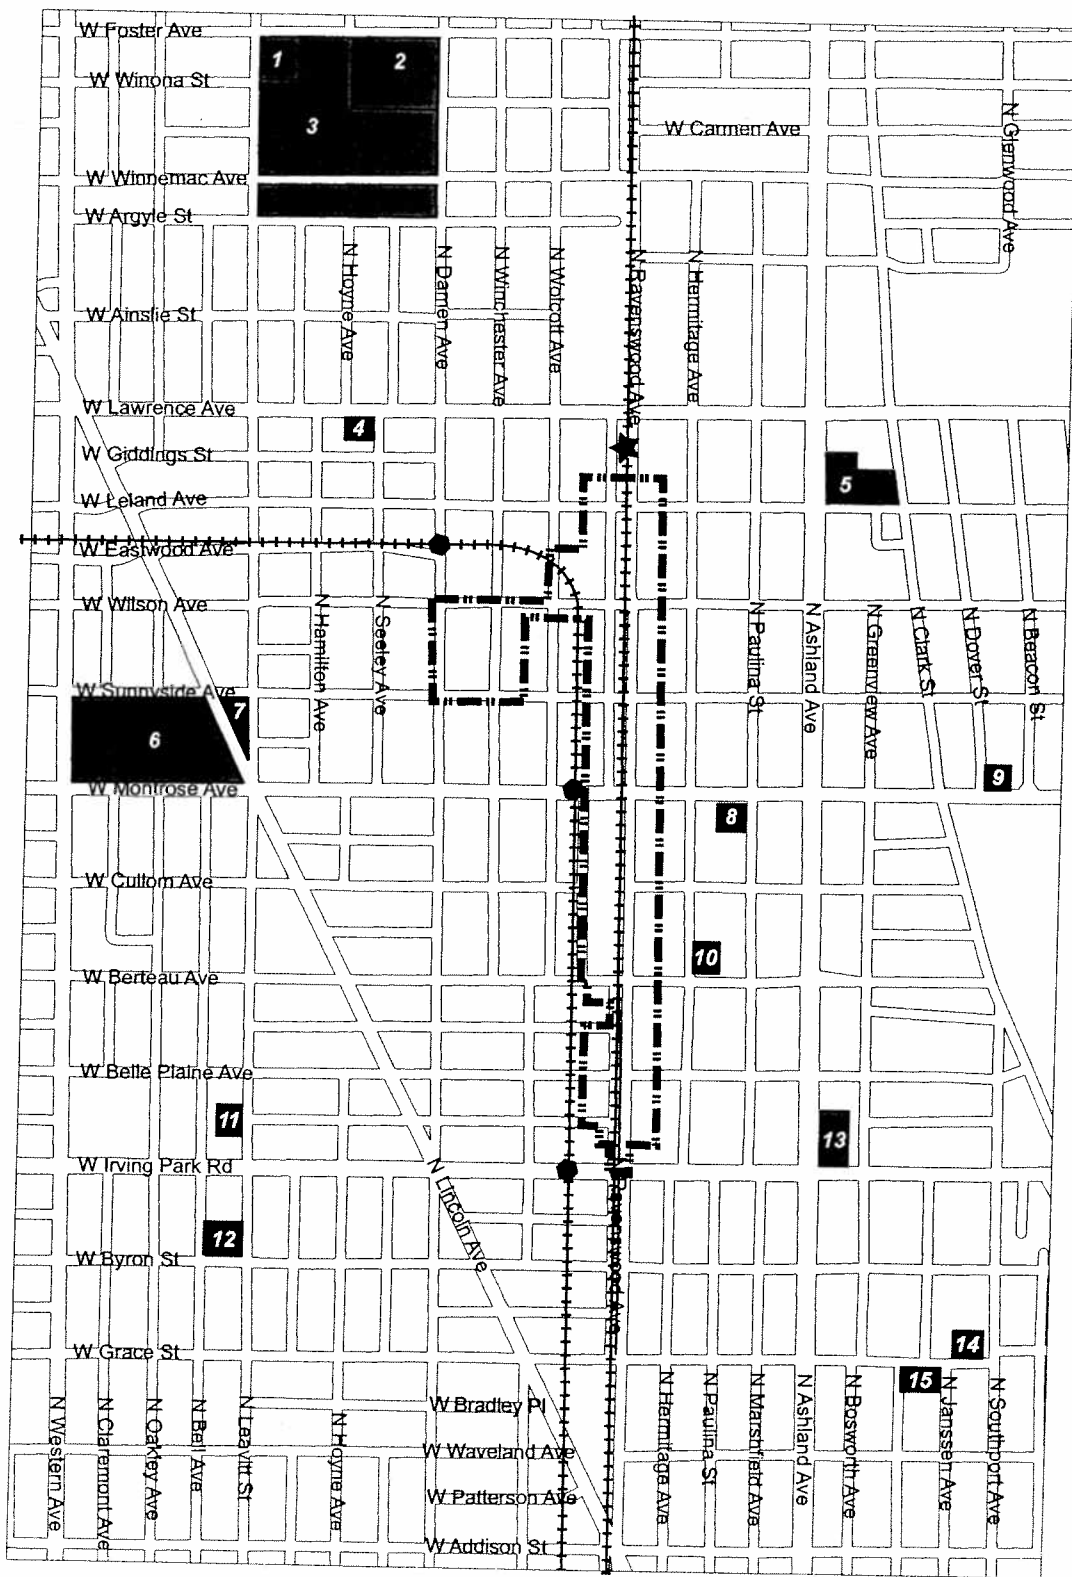 W Foster Ave
1
2
W Winona St
3
W Carmen Ave
N Glenwood Ave
W Winnemac Ave
W Argyle St
N Hoyne Ave
N Damen Ave
N Winchester Ave
N Wolcott Ave
N Ravenswood Ave
N Hermitage Ave
W Ainslie St
W Lawrence Ave
4
W Giddings St
5
W Leland Ave
W Eastwood Ave
W Wilson Ave
N Hamilton Ave
N Seeley Ave
N Paulina St
N Ashland Ave
N Greenview Ave
N Clark St
N Dover St
N Beacon St
W Sunnyside Ave
7
6
9
W Montrose Ave
8
W Cullom Ave
10
W Berteau Ave
W Belle Plaine Ave
11
13
W Irving Park Rd
N Lincoln Ave
N Ravenswood Ave
12
W Byron St
14
W Grace St
15
N Western Ave
N Claremont Ave
N Oakley Ave
N Bell Ave
N Leavitt St
N Hoyne Ave
W Bradley Pl
W Waveland Ave
W Patterson Ave
W Addison St
N Hermitage Ave
N Paulina St
N Marshfield Ave
N Ashland Ave
N Bosworth Ave
N Janssen Ave
N Southport Ave